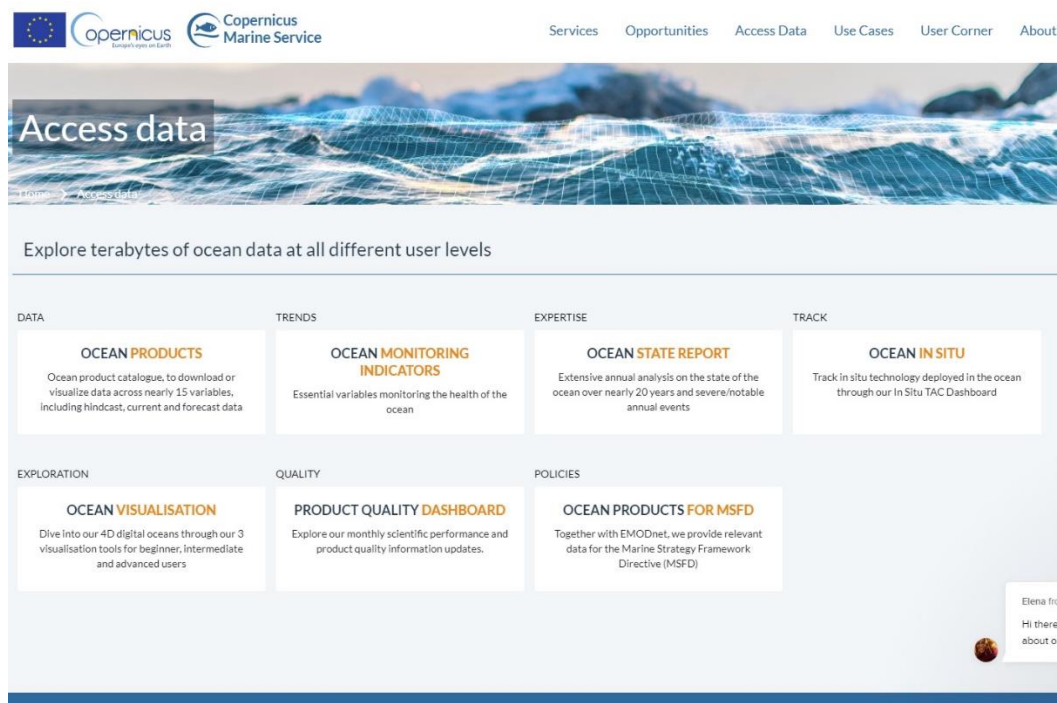 Copernicus
Europe's eyes on Earth
Copernicus
Marine Service
Services Opportunities Access Data Use Cases User Corner About
Access data
Home > Access data
Explore terabytes of ocean data at all different user levels
DATA
OCEAN PRODUCTS
Ocean product catalogue, to download or
visualize data across nearly 15 variables,
including hindcast, current and forecast data
TRENDS
OCEAN MONITORING
INDICATORS
Essential variables monitoring the health of the
ocean
EXPERTISE
OCEAN STATE REPORT
Extensive annual analysis on the state of the
ocean over nearly 20 years and severe/notable
annual events
TRACK
OCEAN IN SITU
Track in situ technology deployed in the ocean
through our In Situ TAC Dashboard
EXPLORATION
OCEAN VISUALISATION
Dive into our 4D digital oceans through our 3
visualisation tools for beginner, intermediate
and advanced users
QUALITY
PRODUCT QUALITY DASHBOARD
Explore our monthly scientific performance and
product quality information updates.
POLICIES
OCEAN PRODUCTS FOR MSFD
Together with EMODnet, we provide relevant
data for the Marine Strategy Framework
Directive (MSFD)
Elena
Hi there
about